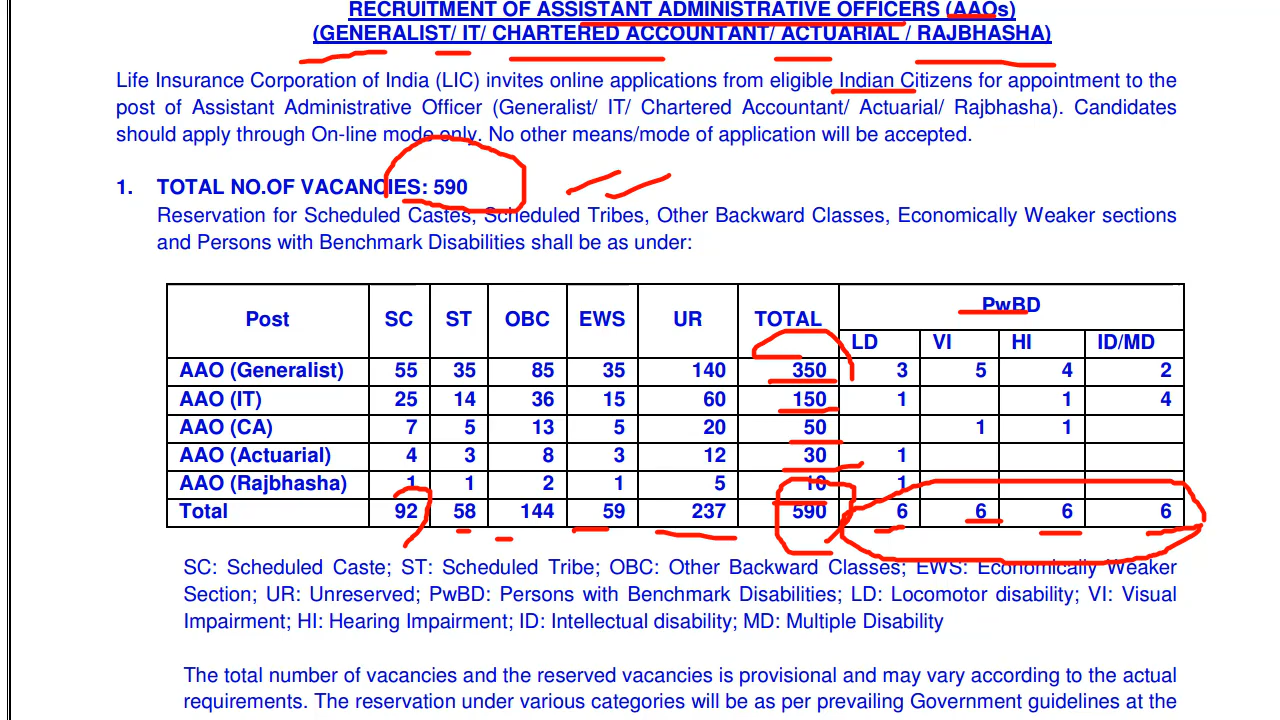 RECRUITMENT OF ASSISTANT ADMINISTRATIVE OFFICERS (AAOs)
(GENERALIST/ IT/ CHARTERED ACCOUNTANT/ ACTUARIAL / RAJBHASHA)
Life Insurance Corporation of India (LIC) invites online applications from eligible Indian Citizens for appointment to the
post of Assistant Administrative Officer (Generalist/ IT/ Chartered Accountant/ Actuarial/ Rajbhasha). Candidates
should apply through On-line mode only. No other means/mode of application will be accepted.
1. TOTAL NO.OF VACANCIES: 590
Reservation for Scheduled Castes, Scheduled Tribes, Other Backward Classes, Economically Weaker sections
and Persons with Benchmark Disabilities shall be as under:
Post SC ST OBC EWS UR TOTAL PwBD
LD VI HI ID/MD
AAO (Generalist) 55 35 85 35 140 350 3 5 4 2
AAO (IT) 25 14 36 15 60 150 1 1 4
AAO (CA) 7 5 13 5 20 50 1 1
AAO (Actuarial) 4 3 8 3 12 30 1
AAO (Rajbhasha) 1 1 2 1 5 10 1
Total 92 58 144 59 237 590 6 6 6 6
SC: Scheduled Caste; ST: Scheduled Tribe; OBC: Other Backward Classes; EWS: Economically Weaker
Section; UR: Unreserved; PwBD: Persons with Benchmark Disabilities; LD: Locomotor disability; VI: Visual
Impairment; HI: Hearing Impairment; ID: Intellectual disability; MD: Multiple Disability
The total number of vacancies and the reserved vacancies is provisional and may vary according to the actual
requirements. The reservation under various categories will be as per prevailing Government guidelines at the